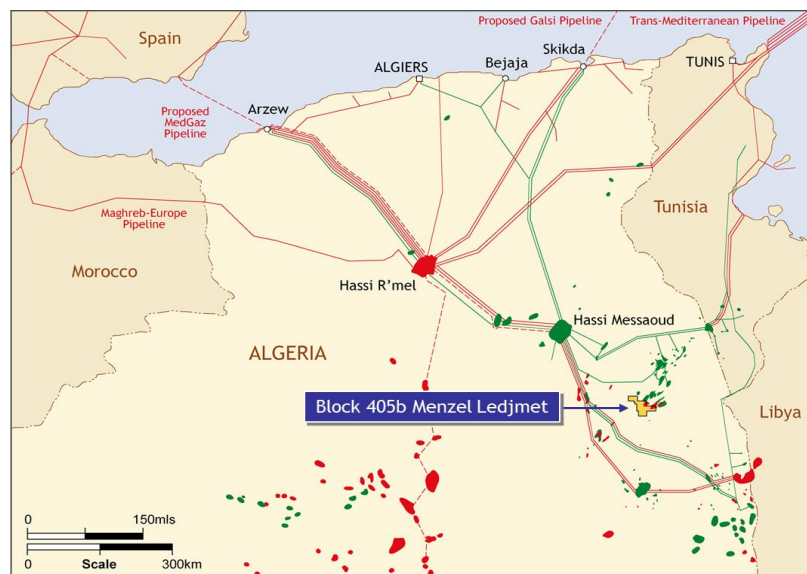 Proposed Galsi Pipeline
Trans-Mediterranean Pipeline
Spain
Skikda
ALGIERS
Bejaja
TUNIS
Arzew
Proposed
MedGaz
Pipeline
Tunisia
Maghreb-Europe
Pipeline
Morocco
Hassi R'mel
Hassi Messaoud
ALGERIA
Block 405b Menzel Ledjmet
Libya
0 150mls
0 Scale 300km